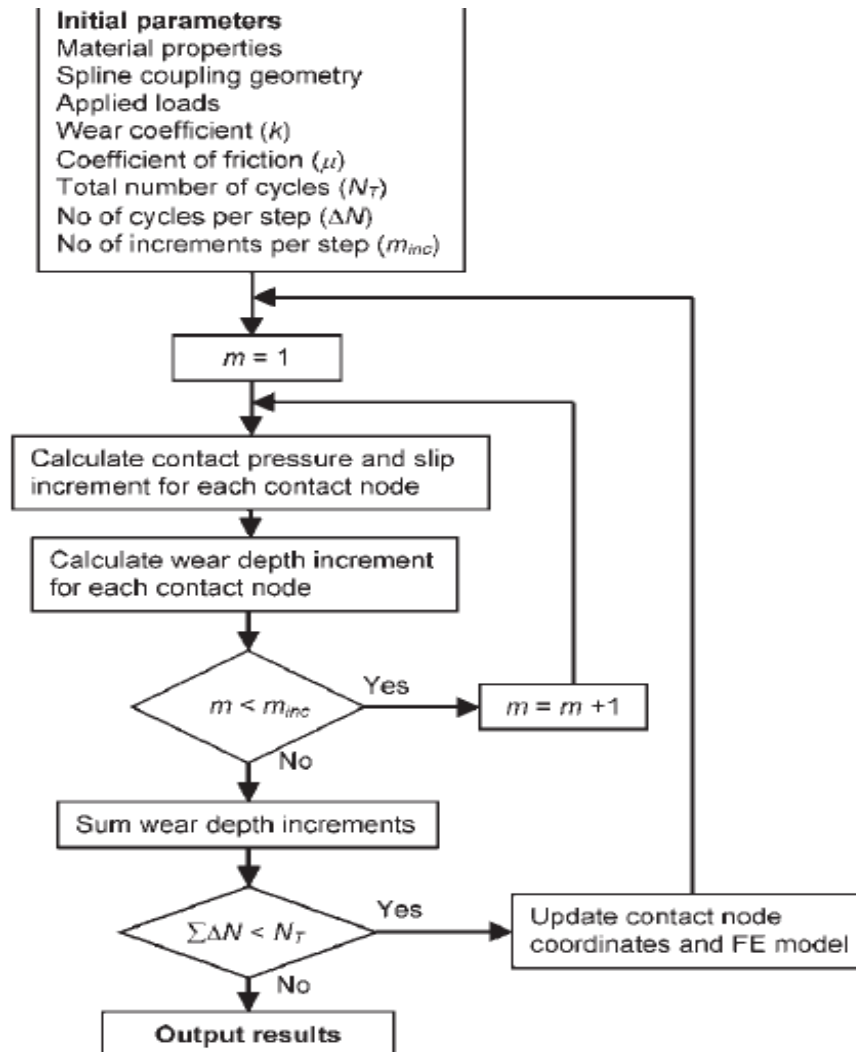 Initial parameters
Material properties
Spline coupling geometry
Applied loads
Wear coefficient (k)
Coefficient of friction (μ)
Total number of cycles (N_T)
No of cycles per step (ΔN)
No of increments per step (m_inc)
m = 1
Calculate contact pressure and slip
increment for each contact node
Calculate wear depth increment
for each contact node
m < m_inc
Yes
m = m +1
No
Sum wear depth increments
ΣΔN < N_T
Yes
Update contact node
coordinates and FE model
No
Output results